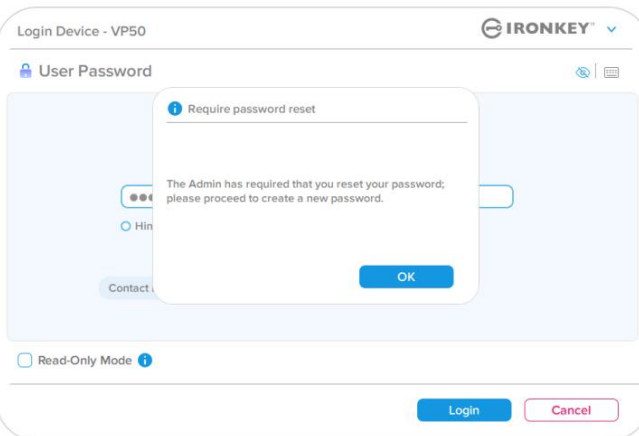 Login Device - VP50
IRONKEY
User Password
Require password reset
The Admin has required that you reset your password;
please proceed to create a new password.
OK
Contact
Read-Only Mode
Login Cancel